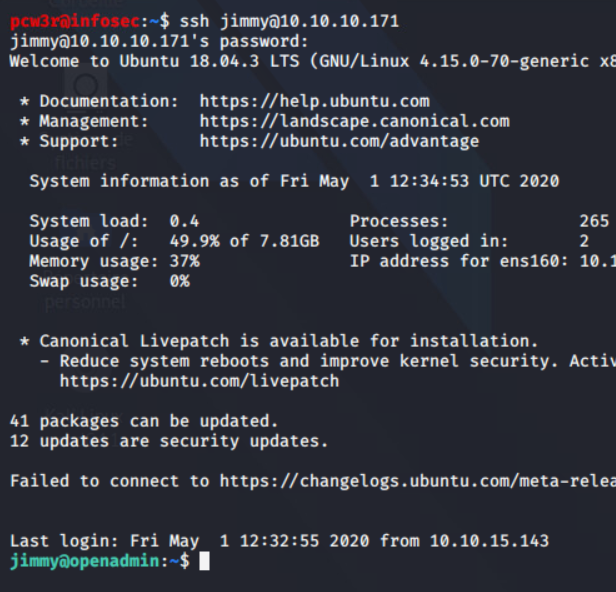 pcw3r@infosec:~$ ssh jimmy@10.10.10.171
jimmy@10.10.10.171's password:
Welcome to Ubuntu 18.04.3 LTS (GNU/Linux 4.15.0-70-generic x8
* Documentation:  https://help.ubuntu.com
* Management:     https://landscape.canonical.com
* Support:        https://ubuntu.com/advantage
System information as of Fri May  1 12:34:53 UTC 2020
System load:  0.4               Processes:             265
Usage of /:   49.9% of 7.81GB   Users logged in:       2
Memory usage: 37%               IP address for ens160: 10.1
Swap usage:   0%
personnel
* Canonical Livepatch is available for installation.
- Reduce system reboots and improve kernel security. Activ
https://ubuntu.com/livepatch
41 packages can be updated.
12 updates are security updates.
Failed to connect to https://changelogs.ubuntu.com/meta-relea
Last login: Fri May  1 12:32:55 2020 from 10.10.15.143
jimmy@openadmin:~$